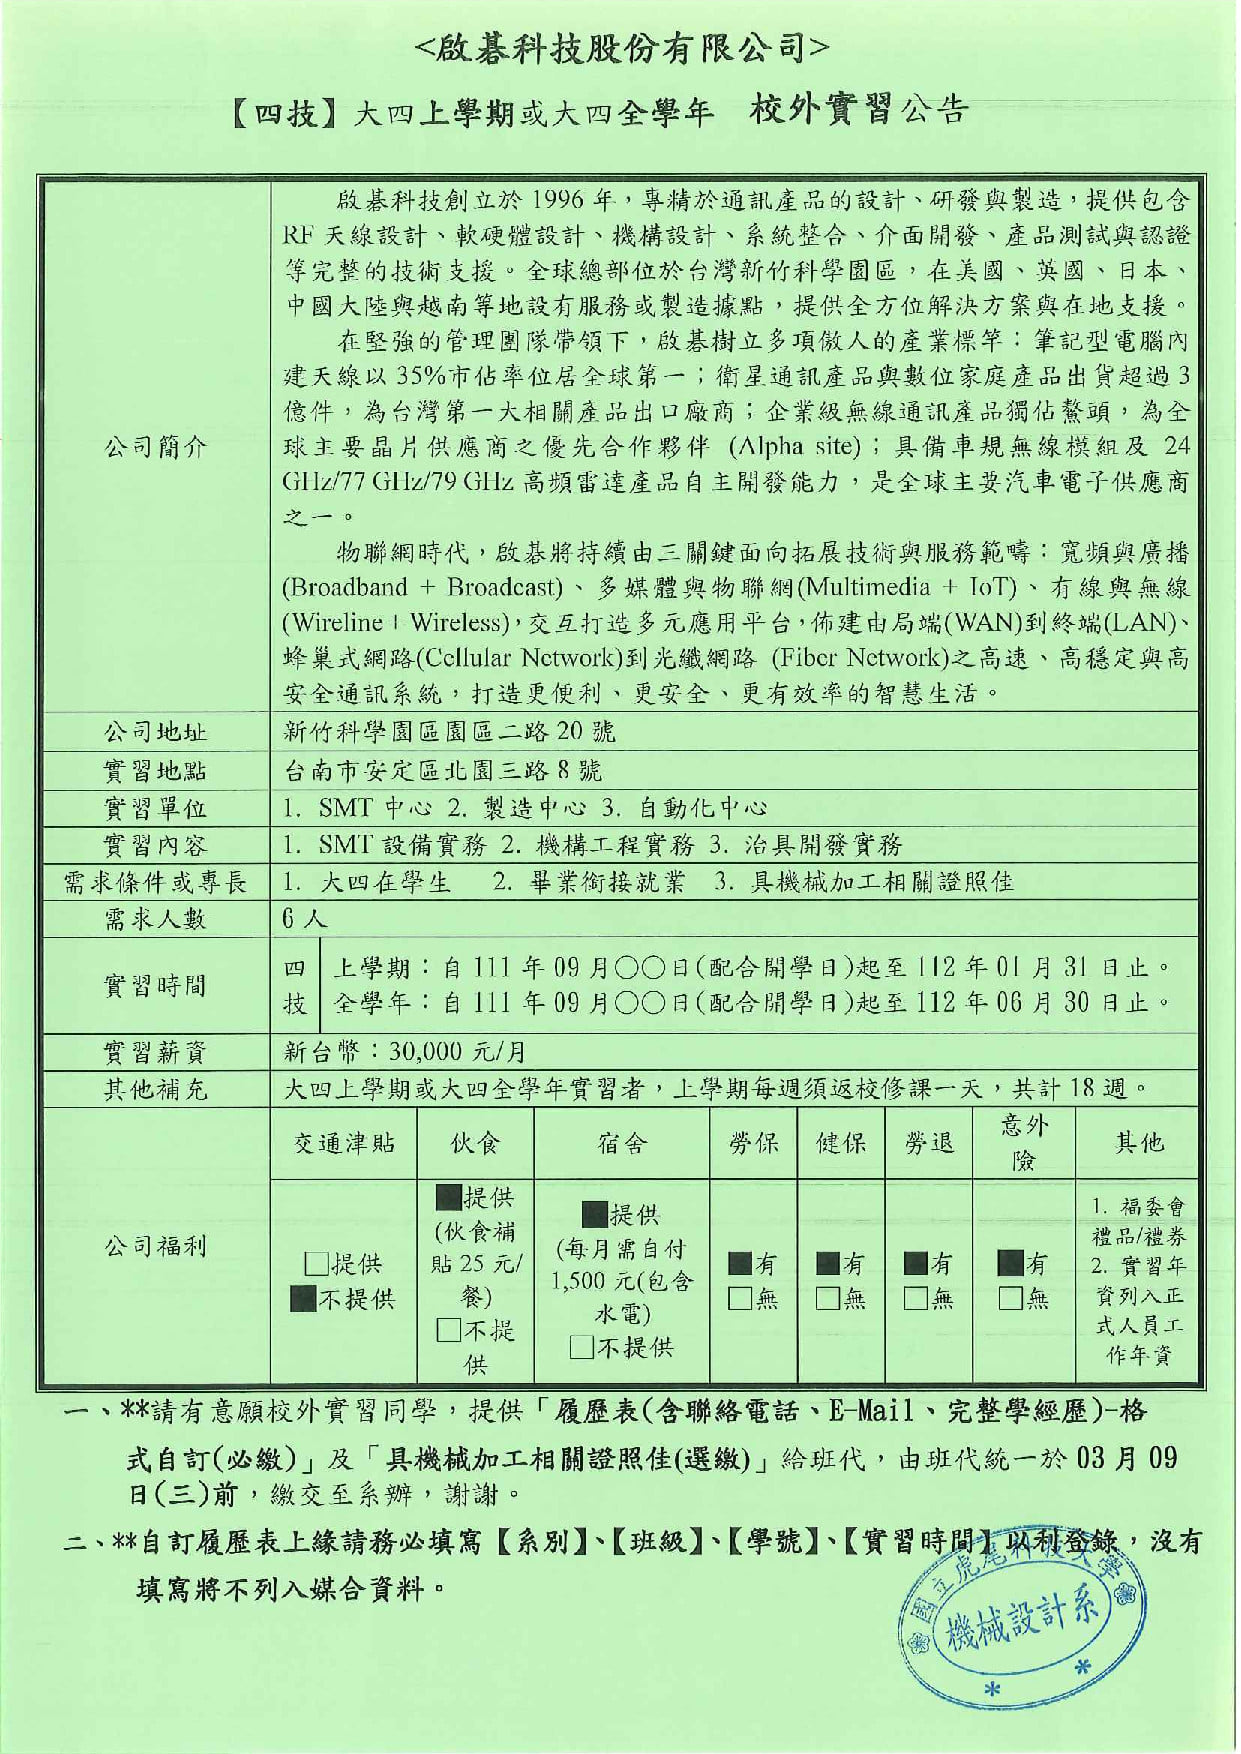 <啟碁科技股份有限公司>
【四技】大四上學期或大四全學年 校外實習公告
公司簡介
啟碁科技創立於 1996 年，專精於通訊產品的設計、研發與製造，提供包含
RF 天線設計、軟硬體設計、機構設計、系統整合、介面開發、產品測試與認證
等完整的技術支援。全球總部位於台灣新竹科學園區，在美國、英國、日本、
中國大陸與越南等地設有服務或製造據點，提供全方位解決方案與在地支援。
在堅強的管理團隊帶領下，啟碁樹立多項傲人的產業標竿：筆記型電腦內
建天線以 35%市佔率位居全球第一；衛星通訊產品與數位家庭產品出貨超過 3
億件，為台灣第一大相關產品出口廠商；企業級無線通訊產品獨佔鰲頭，為全
球主要晶片供應商之優先合作夥伴 (Alpha site)；具備車規無線模組及 24
GHz/77 GHz/79 GHz 高頻雷達產品自主開發能力，是全球主要汽車電子供應商
之一。
物聯網時代，啟碁將持續由三關鍵面向拓展技術與服務範疇：寬頻與廣播
(Broadband + Broadcast)、多媒體與物聯網(Multimedia + IoT)、有線與無線
(Wireline+Wireless)，交互打造多元應用平台，佈建由局端(WAN)到終端(LAN)、
蜂巢式網路(Cellular Network)到光纖網路 (Fiber Network)之高速、高穩定與高
安全通訊系統，打造更便利、更安全、更有效率的智慧生活。
公司地址 新竹科學園區園區二路 20 號
實習地點 台南市安定區北園三路 8 號
實習單位 1. SMT 中心 2. 製造中心 3. 自動化中心
實習內容 1. SMT 設備實務 2. 機構工程實務 3. 治具開發實務
需求條件或專長 1. 大四在學生 2. 畢業銜接就業 3. 具機械加工相關證照佳
需求人數 6 人
實習時間
四技
上學期：自 111 年 09 月○○日(配合開學日)起至 112 年 01 月 31 日止。
全學年：自 111 年 09 月○○日(配合開學日)起至 112 年 06 月 30 日止。
實習薪資 新台幣：30,000 元/月
其他補充 大四上學期或大四全學年實習者，上學期每週須返校修課一天，共計 18 週。
公司福利
交通津貼 伙食 宿舍 勞保 健保 勞退 意外險 其他
□提供
■不提供
■提供
(伙食補
貼 25 元/
餐)
□不提
供
■提供
(每月需自付
1,500 元(包含
水電)
□不提供
■有
□無
■有
□無
■有
□無
■有
□無
1. 福委會
禮品/禮券
2. 實習年
資列入正
式人員工
作年資
一、**請有意願校外實習同學，提供「履歷表(含聯絡電話、E-Mail、完整學經歷)-格
式自訂(必繳)」及「具機械加工相關證照佳(選繳)」給班代，由班代統一於 03 月 09
日(三)前，繳交至系辦，謝謝。
二、**自訂履歷表上緣請務必填寫【系別】、【班級】、【學號】、【實習時間】以利登錄，沒有
填寫將不列入媒合資料。
國立虎尾科技大學
機械設計系